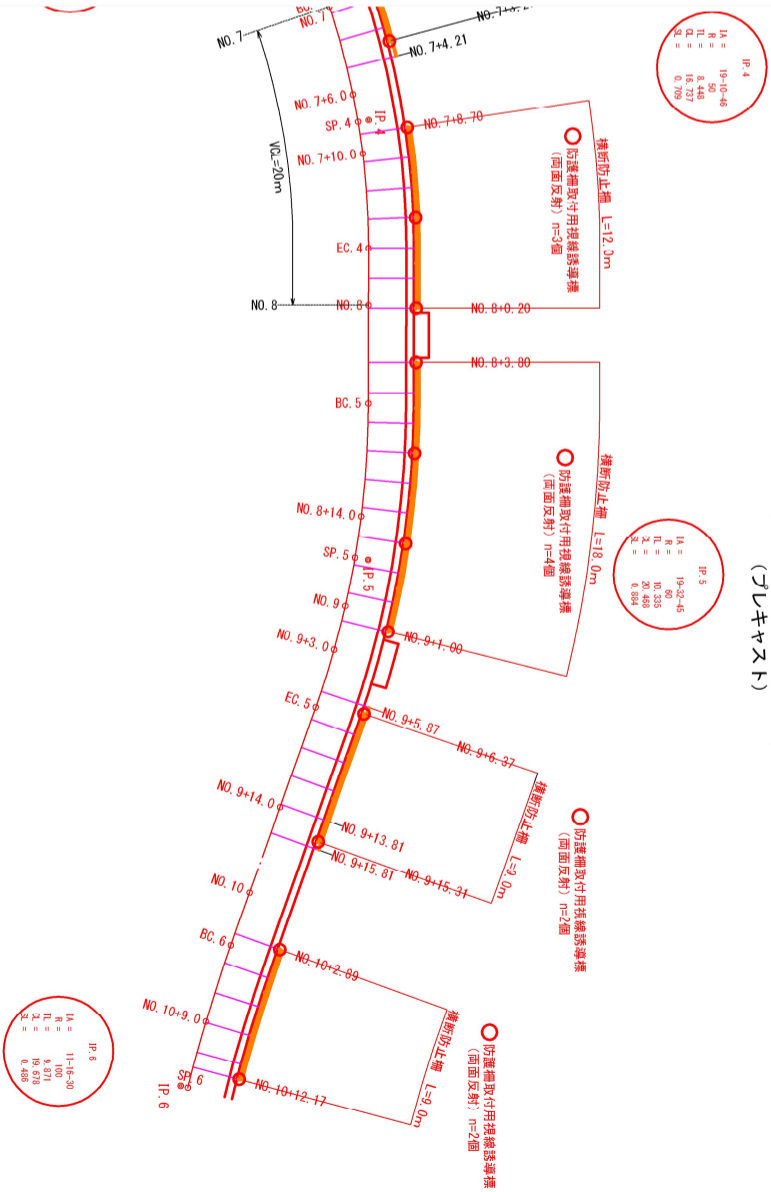 NO.7
NO.7
NO.7+4.21
IP.4
IA = 19-10-46
R = 50
TL = 8.448
CL = 16.737
SL = 0.709
NO.7+6.0
SP.4
IP.4
NO.7+8.70
NO.7+10.0
VCL=20m
横断防止柵 L=12.0m
防護柵取付用視線誘導標
(両面反射) n=3個
EC.4
NO.8
NO.8
NO.8+0.20
NO.8+3.80
BC.5
横断防止柵 L=18.0m
防護柵取付用視線誘導標
(両面反射) n=4個
NO.8+14.0
SP.5
IP.5
IP.5
IA = 19-32-45
R = 60
TL = 10.335
CL = 20.468
SL = 0.884
(プレキャスト)
NO.9
NO.9+1.00
NO.9+3.0
EC.5
NO.9+5.87
NO.9+6.37
横断防止柵 L=9.0m
防護柵取付用視線誘導標
(両面反射) n=2個
NO.9+14.0
NO.9+13.81
NO.9+15.81
NO.9+15.31
NO.10
BC.6
NO.10+2.89
NO.10+9.0
横断防止柵 L=9.0m
防護柵取付用視線誘導標
(両面反射) n=2個
SP.6
IP.6
NO.10+12.17
IP.6
IA = 11-16-30
R = 100
TL = 9.871
CL = 19.678
SL = 0.486